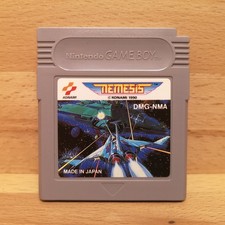 Nintendo GAME BOY
NEMESIS
KONAMI
© KONAMI 1990
DMG-NMA
MADE IN JAPAN